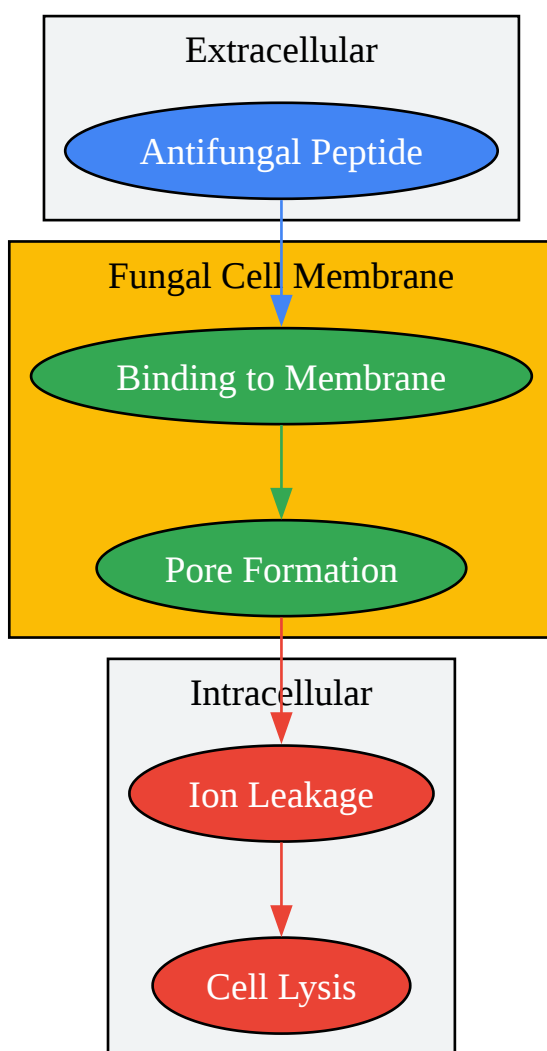 Extracellular
Antifungal Peptide
Fungal Cell Membrane
Binding to Membrane
Pore Formation
Intracellular
Ion Leakage
Cell Lysis